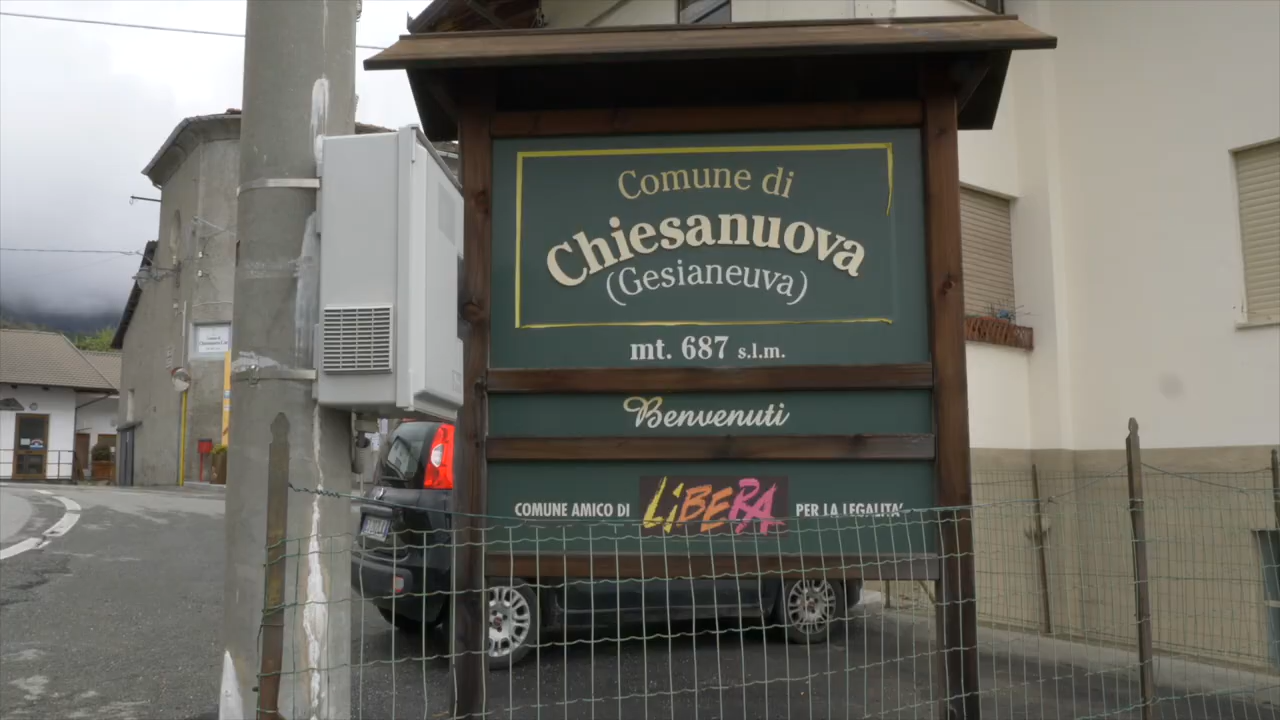 Comune di
Chiesanuova
(Gesianeuva)
mt. 687 s.l.m.
Benvenuti
COMUNE AMICO DI LiBERA PER LA LEGALITA'